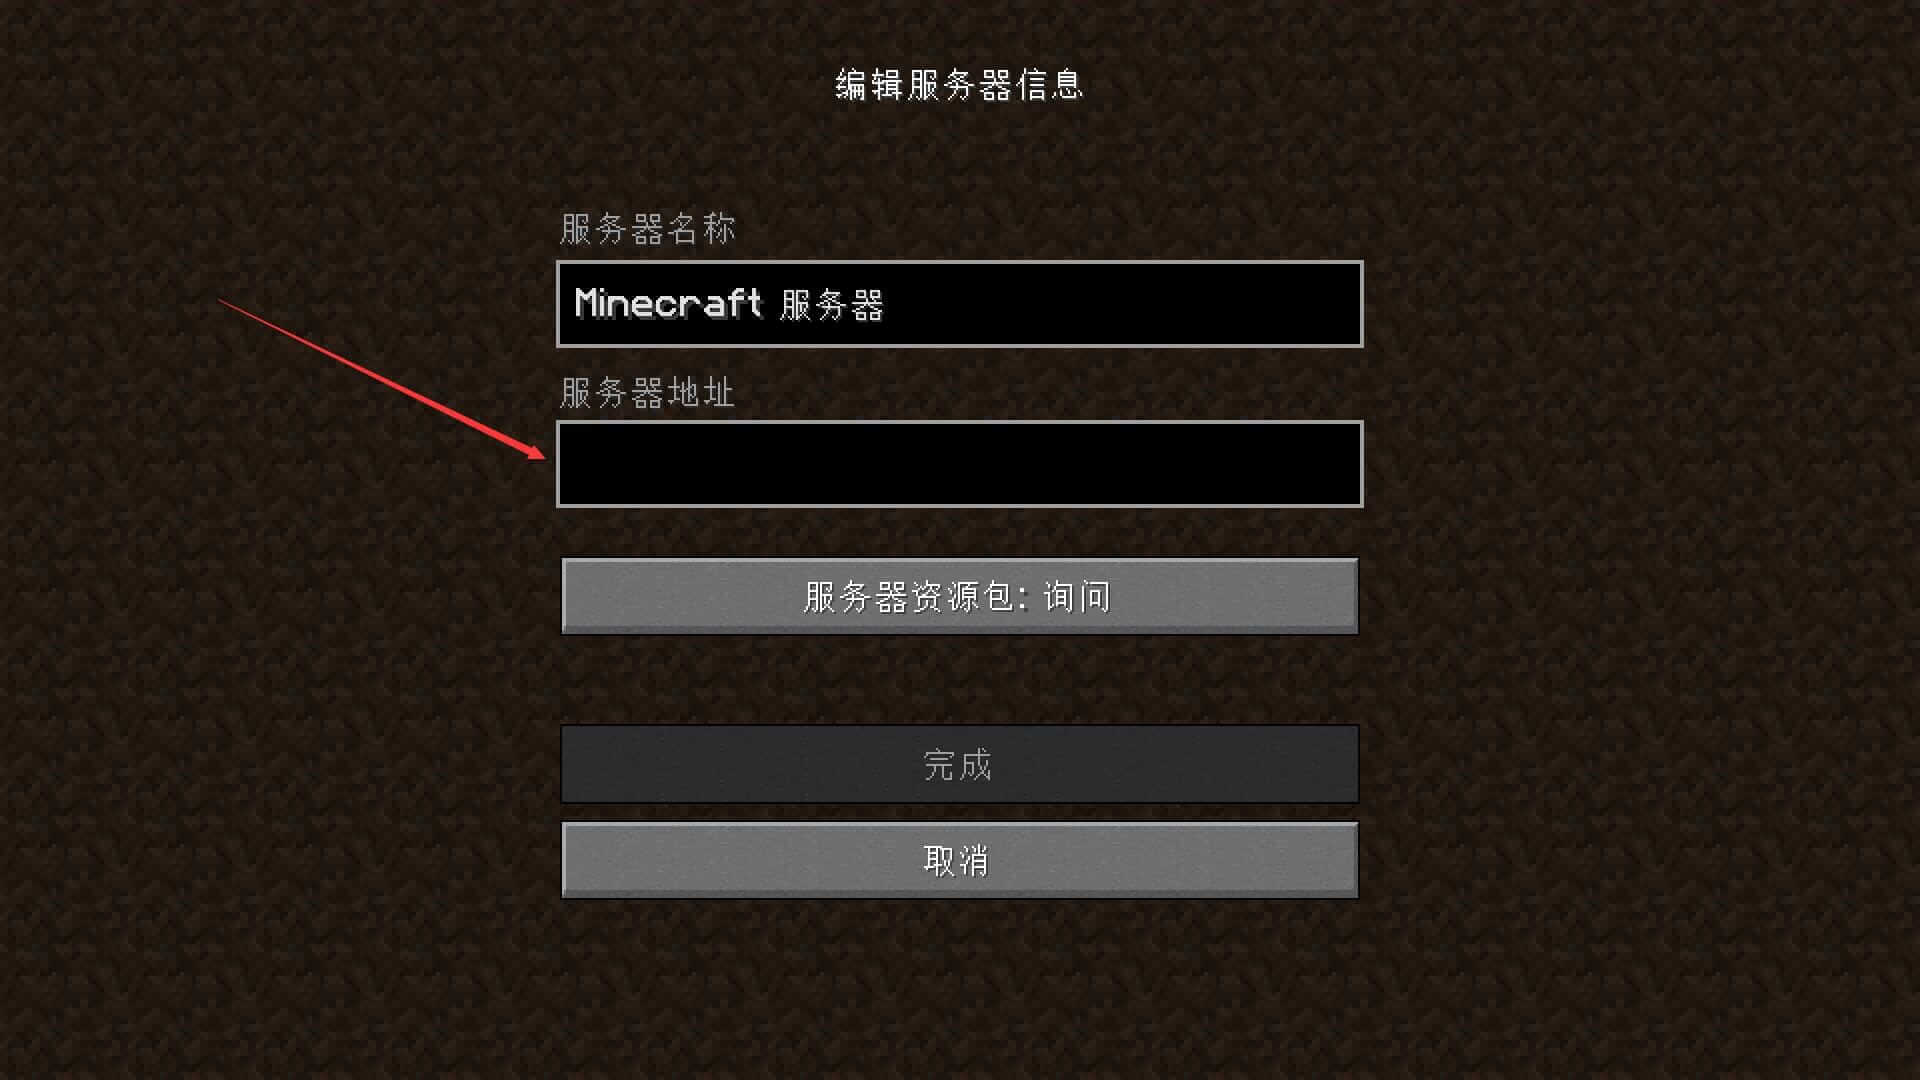 编辑服务器信息
服务器名称
Minecraft 服务器
服务器地址
服务器资源包: 询问
完成
取消